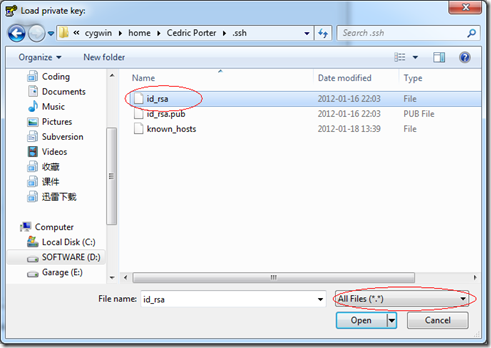 Load private key:
« cygwin ▸ home ▸ Cedric Porter ▸ .ssh
Search .ssh
Organize ▾ New folder
Coding
Documents
Music
Pictures
Subversion
Videos
收藏
课件
迅雷下载
Computer
Local Disk (C:)
SOFTWARE (D:)
Garage (E:)
Name Date modified Type
id_rsa 2012-01-16 22:03 File
id_rsa.pub 2012-01-16 22:03 PUB File
known_hosts 2012-01-18 13:39 File
File name: id_rsa
All Files (*.*)
Open Cancel